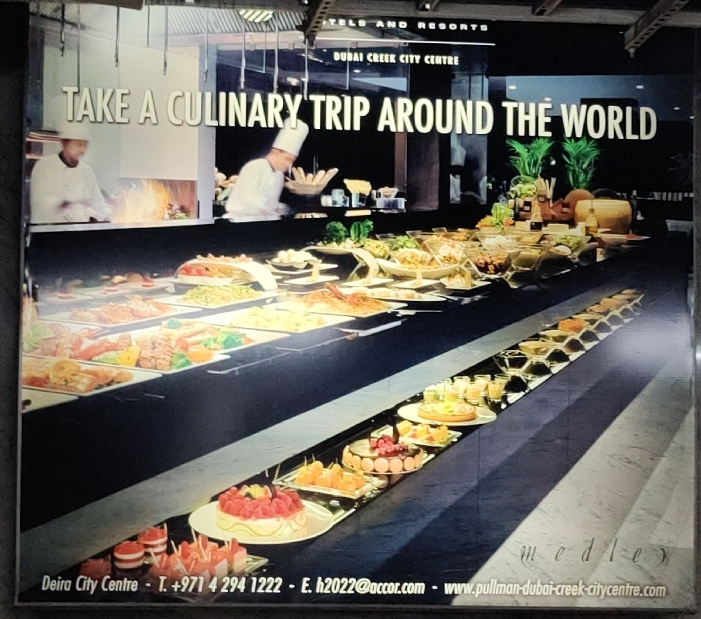 HOTELS AND RESORTS
DUBAI CREEK CITY CENTRE
TAKE A CULINARY TRIP AROUND THE WORLD
medley
Deira City Centre - T. +971 4 294 1222 - E. h2022@accor.com - www.pullman-dubai-creek-citycentre.com